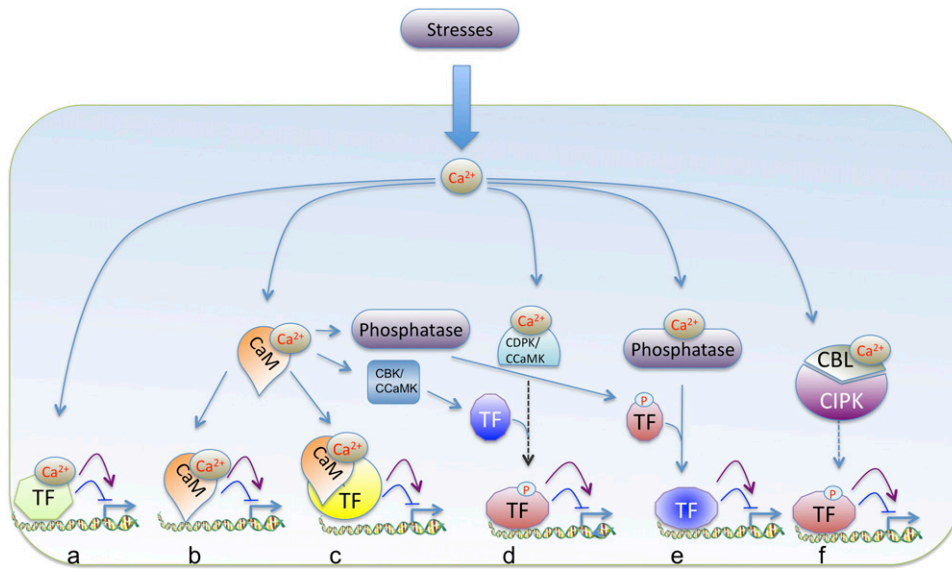 Stresses
Ca²⁺
Ca²⁺
CaM
Phosphatase
CBK/
CCaMK
Ca²⁺
CDPK/
CCaMK
Ca²⁺
Phosphatase
Ca²⁺
CBL
CIPK
TF
P
TF
Ca²⁺
TF
Ca²⁺
CaM
Ca²⁺
CaM
TF
P
TF
TF
P
TF
a
b
c
d
e
f